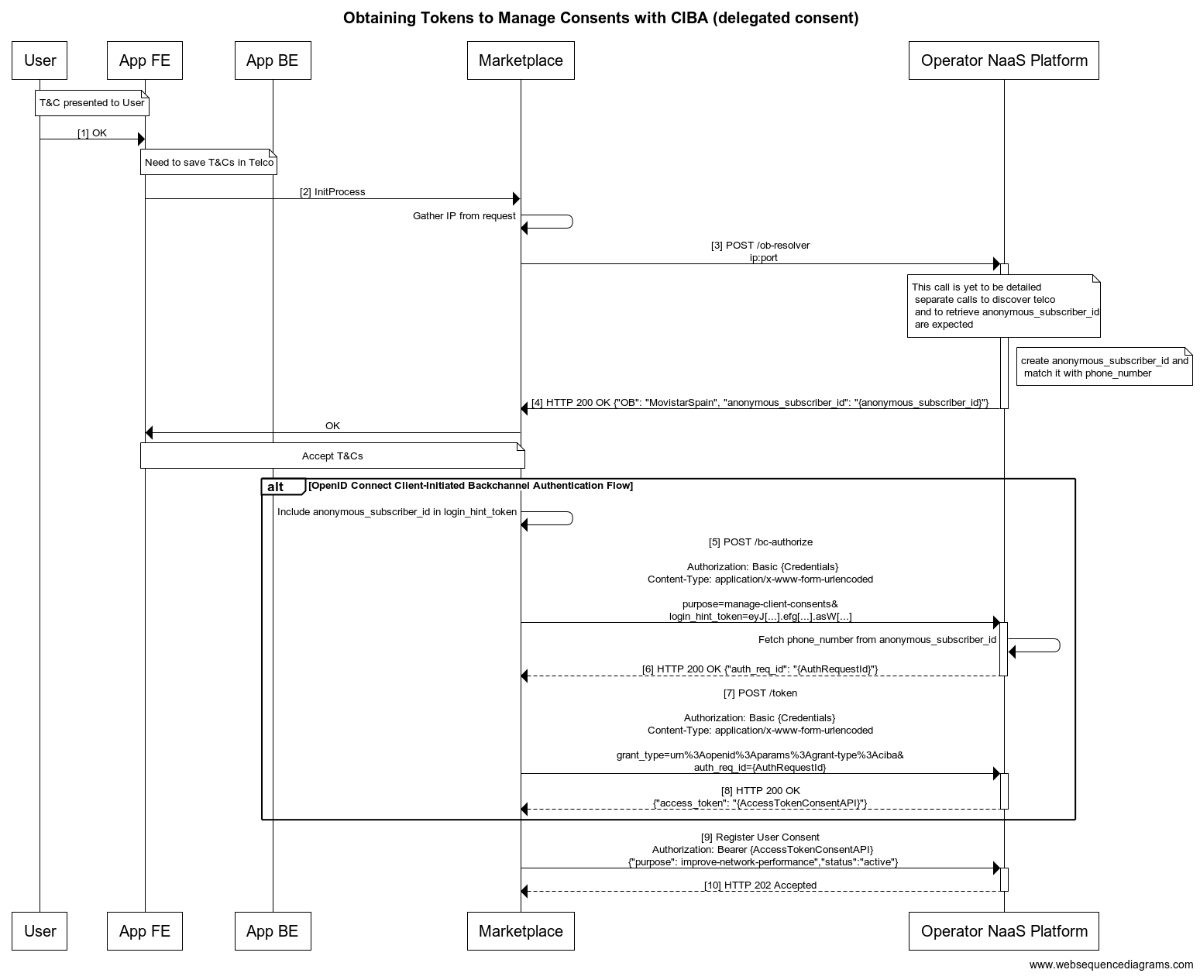 Obtaining Tokens to Manage Consents with CIBA (delegated consent)
User
App FE
App BE
Marketplace
Operator NaaS Platform
T&C presented to User
[1] OK
Need to save T&Cs in Telco
[2] InitProcess
Gather IP from request
[3] POST /ob-resolver
ip:port
This call is yet to be detailed
separate calls to discover telco
and to retrieve anonymous_subscriber_id
are expected
create anonymous_subscriber_id and
match it with phone_number
[4] HTTP 200 OK {"OB": "MovistarSpain", "anonymous_subscriber_id": "{anonymous_subscriber_id}"}
OK
Accept T&Cs
alt [OpenID Connect Client-Initiated Backchannel Authentication Flow]
Include anonymous_subscriber_id in login_hint_token
[5] POST /bc-authorize
Authorization: Basic {Credentials}
Content-Type: application/x-www-form-urlencoded
purpose=manage-client-consents&
login_hint_token=eyJ[...].efg[...].asW[...]
Fetch phone_number from anonymous_subscriber_id
[6] HTTP 200 OK {"auth_req_id": "{AuthRequestId}"}
[7] POST /token
Authorization: Basic {Credentials}
Content-Type: application/x-www-form-urlencoded
grant_type=urn%3Aopenid%3Aparams%3Agrant-type%3Aciba&
auth_req_id={AuthRequestId}
[8] HTTP 200 OK
{"access_token": "{AccessTokenConsentAPI}"}
[9] Register User Consent
Authorization: Bearer {AccessTokenConsentAPI}
{"purpose": improve-network-performance","status":"active"}
[10] HTTP 202 Accepted
User
App FE
App BE
Marketplace
Operator NaaS Platform
www.websequencediagrams.com